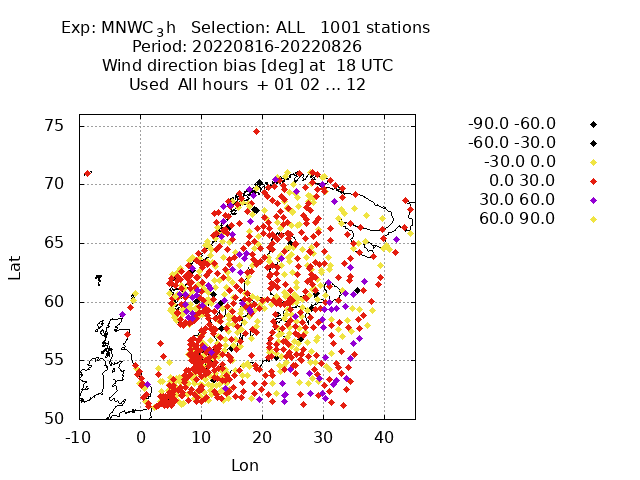 Exp: MNWC_3h   Selection: ALL   1001 stations
Period: 20220816-20220826
Wind direction bias [deg] at  18 UTC
Used  All hours  + 01 02 ... 12
-90.0 -60.0
-60.0 -30.0
-30.0 0.0
0.0 30.0
30.0 60.0
60.0 90.0
75
70
65
60
55
50
Lat
-10 0 10 20 30 40
Lon